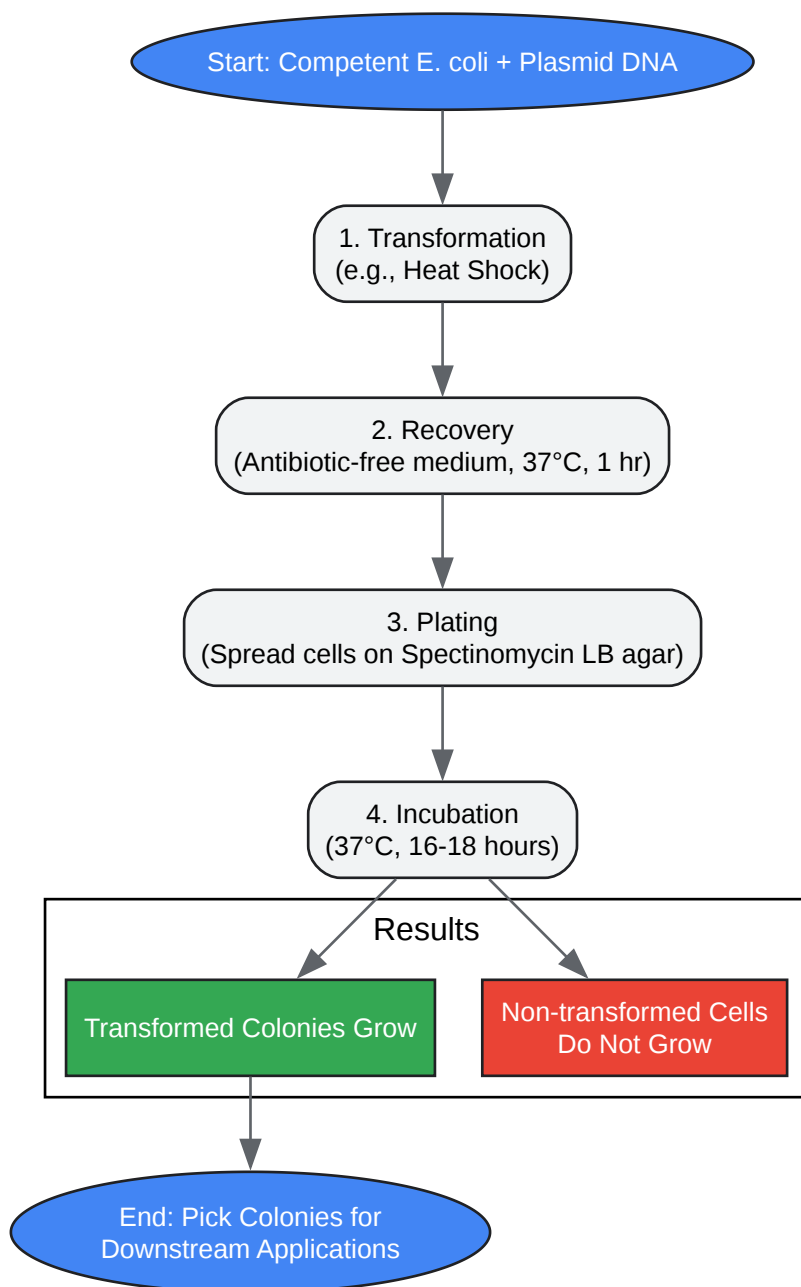 Start: Competent E. coli + Plasmid DNA
1. Transformation
(e.g., Heat Shock)
2. Recovery
(Antibiotic-free medium, 37°C, 1 hr)
3. Plating
(Spread cells on Spectinomycin LB agar)
4. Incubation
(37°C, 16-18 hours)
Results
Transformed Colonies Grow
Non-transformed Cells
Do Not Grow
End: Pick Colonies for
Downstream Applications